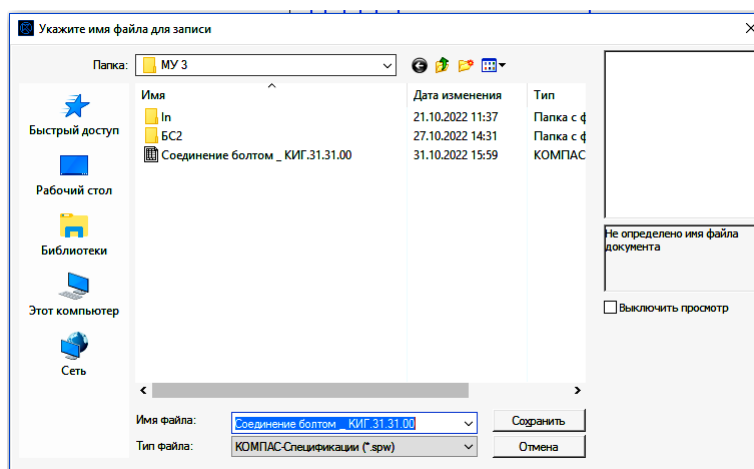 Укажите имя файла для записи
Папка: МУ 3
Имя Дата изменения Тип
In 21.10.2022 11:37 Папка с ф
БС2 27.10.2022 14:31 Папка с ф
Соединение болтом _ КИГ.31.31.00 31.10.2022 15:59 КОМПАС
Быстрый доступ
Рабочий стол
Библиотеки
Этот компьютер
Сеть
Не определено имя файла
документа
Выключить просмотр
Имя файла: Соединение болтом _ КИГ.31.31.00 Сохранить
Тип файла: КОМПАС-Спецификации (*.spw) Отмена